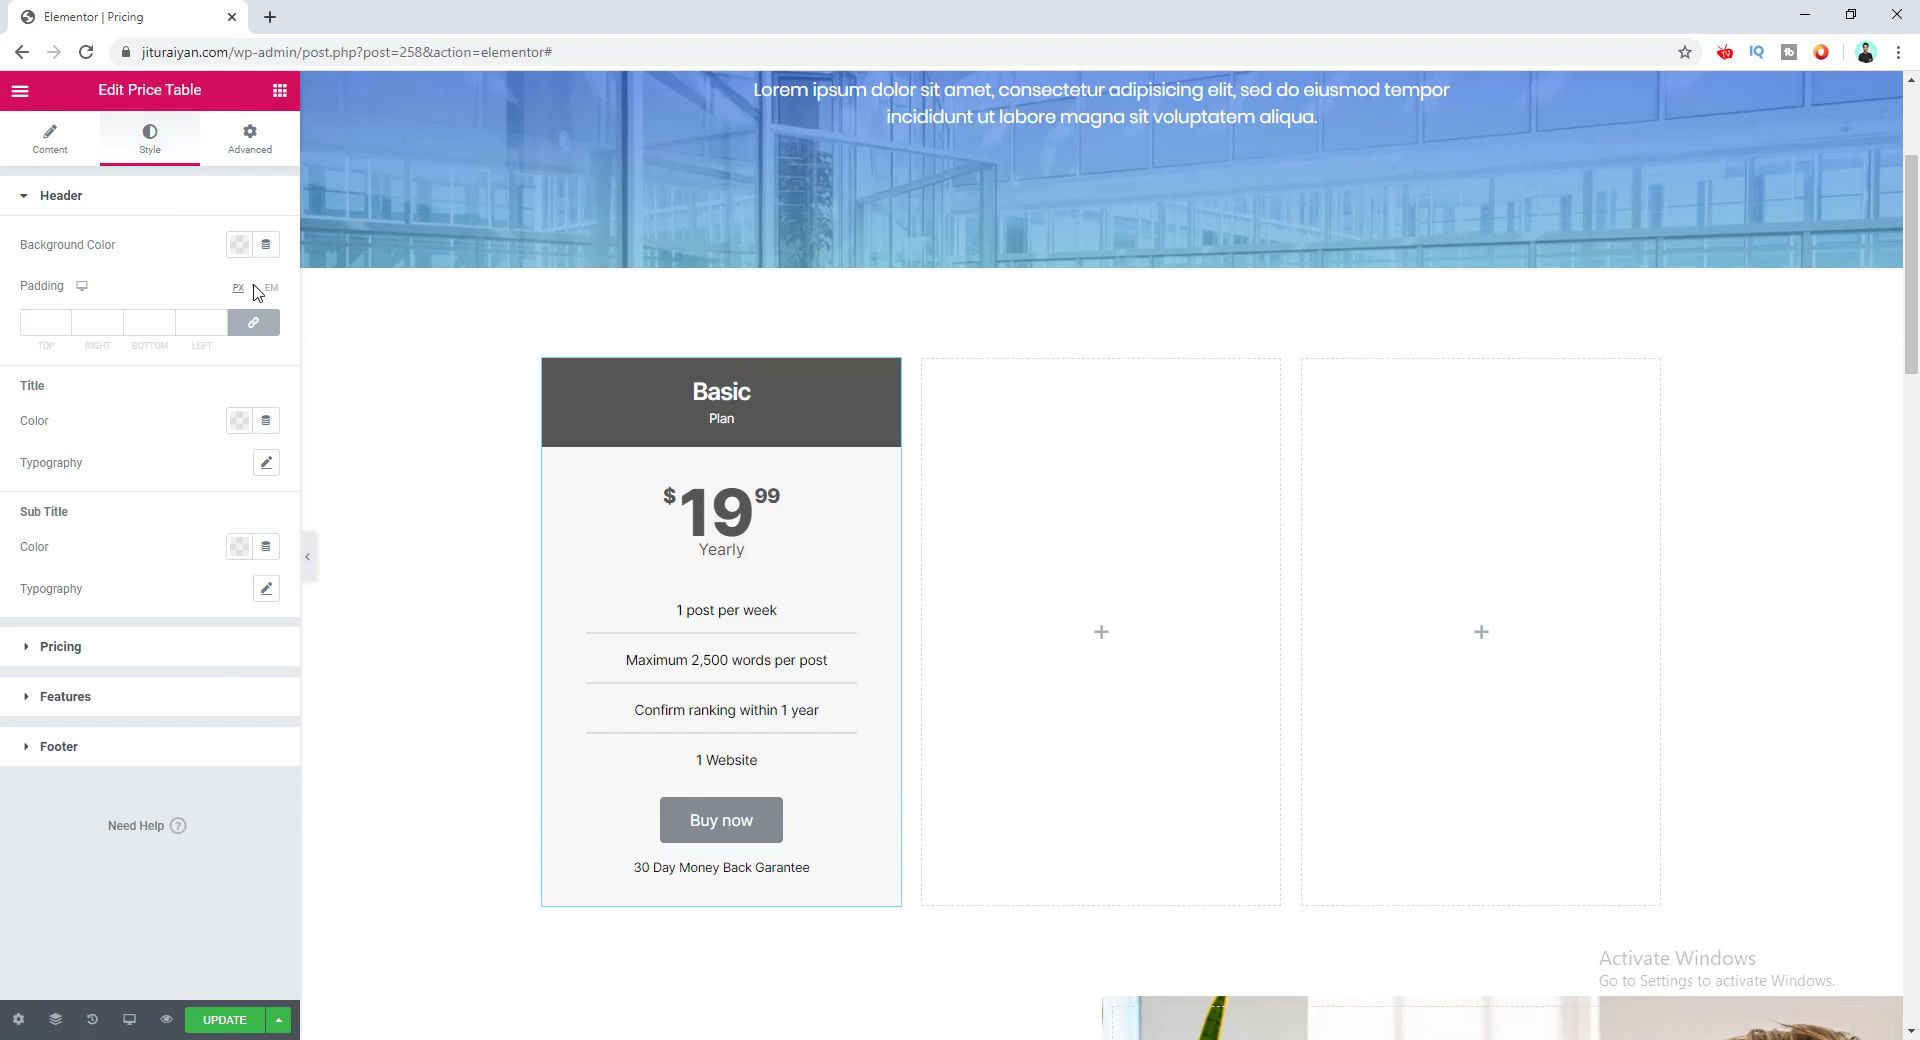 Elementor | Pricing
jituraiyan.com/wp-admin/post.php?post=258&action=elementor#
Edit Price Table
Content
Style
Advanced
Header
Background Color
Padding
PX
EM
TOP
RIGHT
BOTTOM
LEFT
Title
Color
Typography
Sub Title
Color
Typography
Pricing
Features
Footer
Need Help ?
UPDATE
Lorem ipsum dolor sit amet, consectetur adipisicing elit, sed do eiusmod tempor
incididunt ut labore magna sit voluptatem aliqua.
Basic
Plan
$19 99
Yearly
1 post per week
Maximum 2,500 words per post
Confirm ranking within 1 year
1 Website
Buy now
30 Day Money Back Garantee
Activate Windows
Go to Settings to activate Windows.